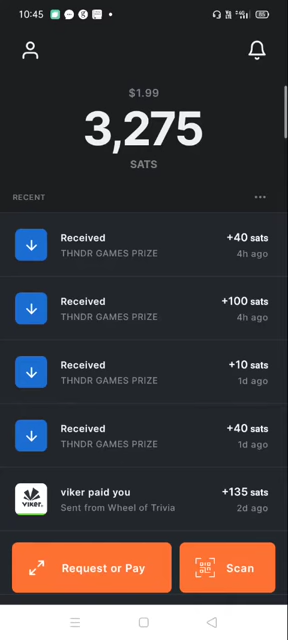 10:45
85
$1.99
3,275
SATS
RECENT
Received
+40 sats
THNDR GAMES PRIZE
4h ago
Received
+100 sats
THNDR GAMES PRIZE
4h ago
Received
+10 sats
THNDR GAMES PRIZE
1d ago
Received
+40 sats
THNDR GAMES PRIZE
1d ago
viker.
viker paid you
+135 sats
Sent from Wheel of Trivia
2d ago
Request or Pay
Scan